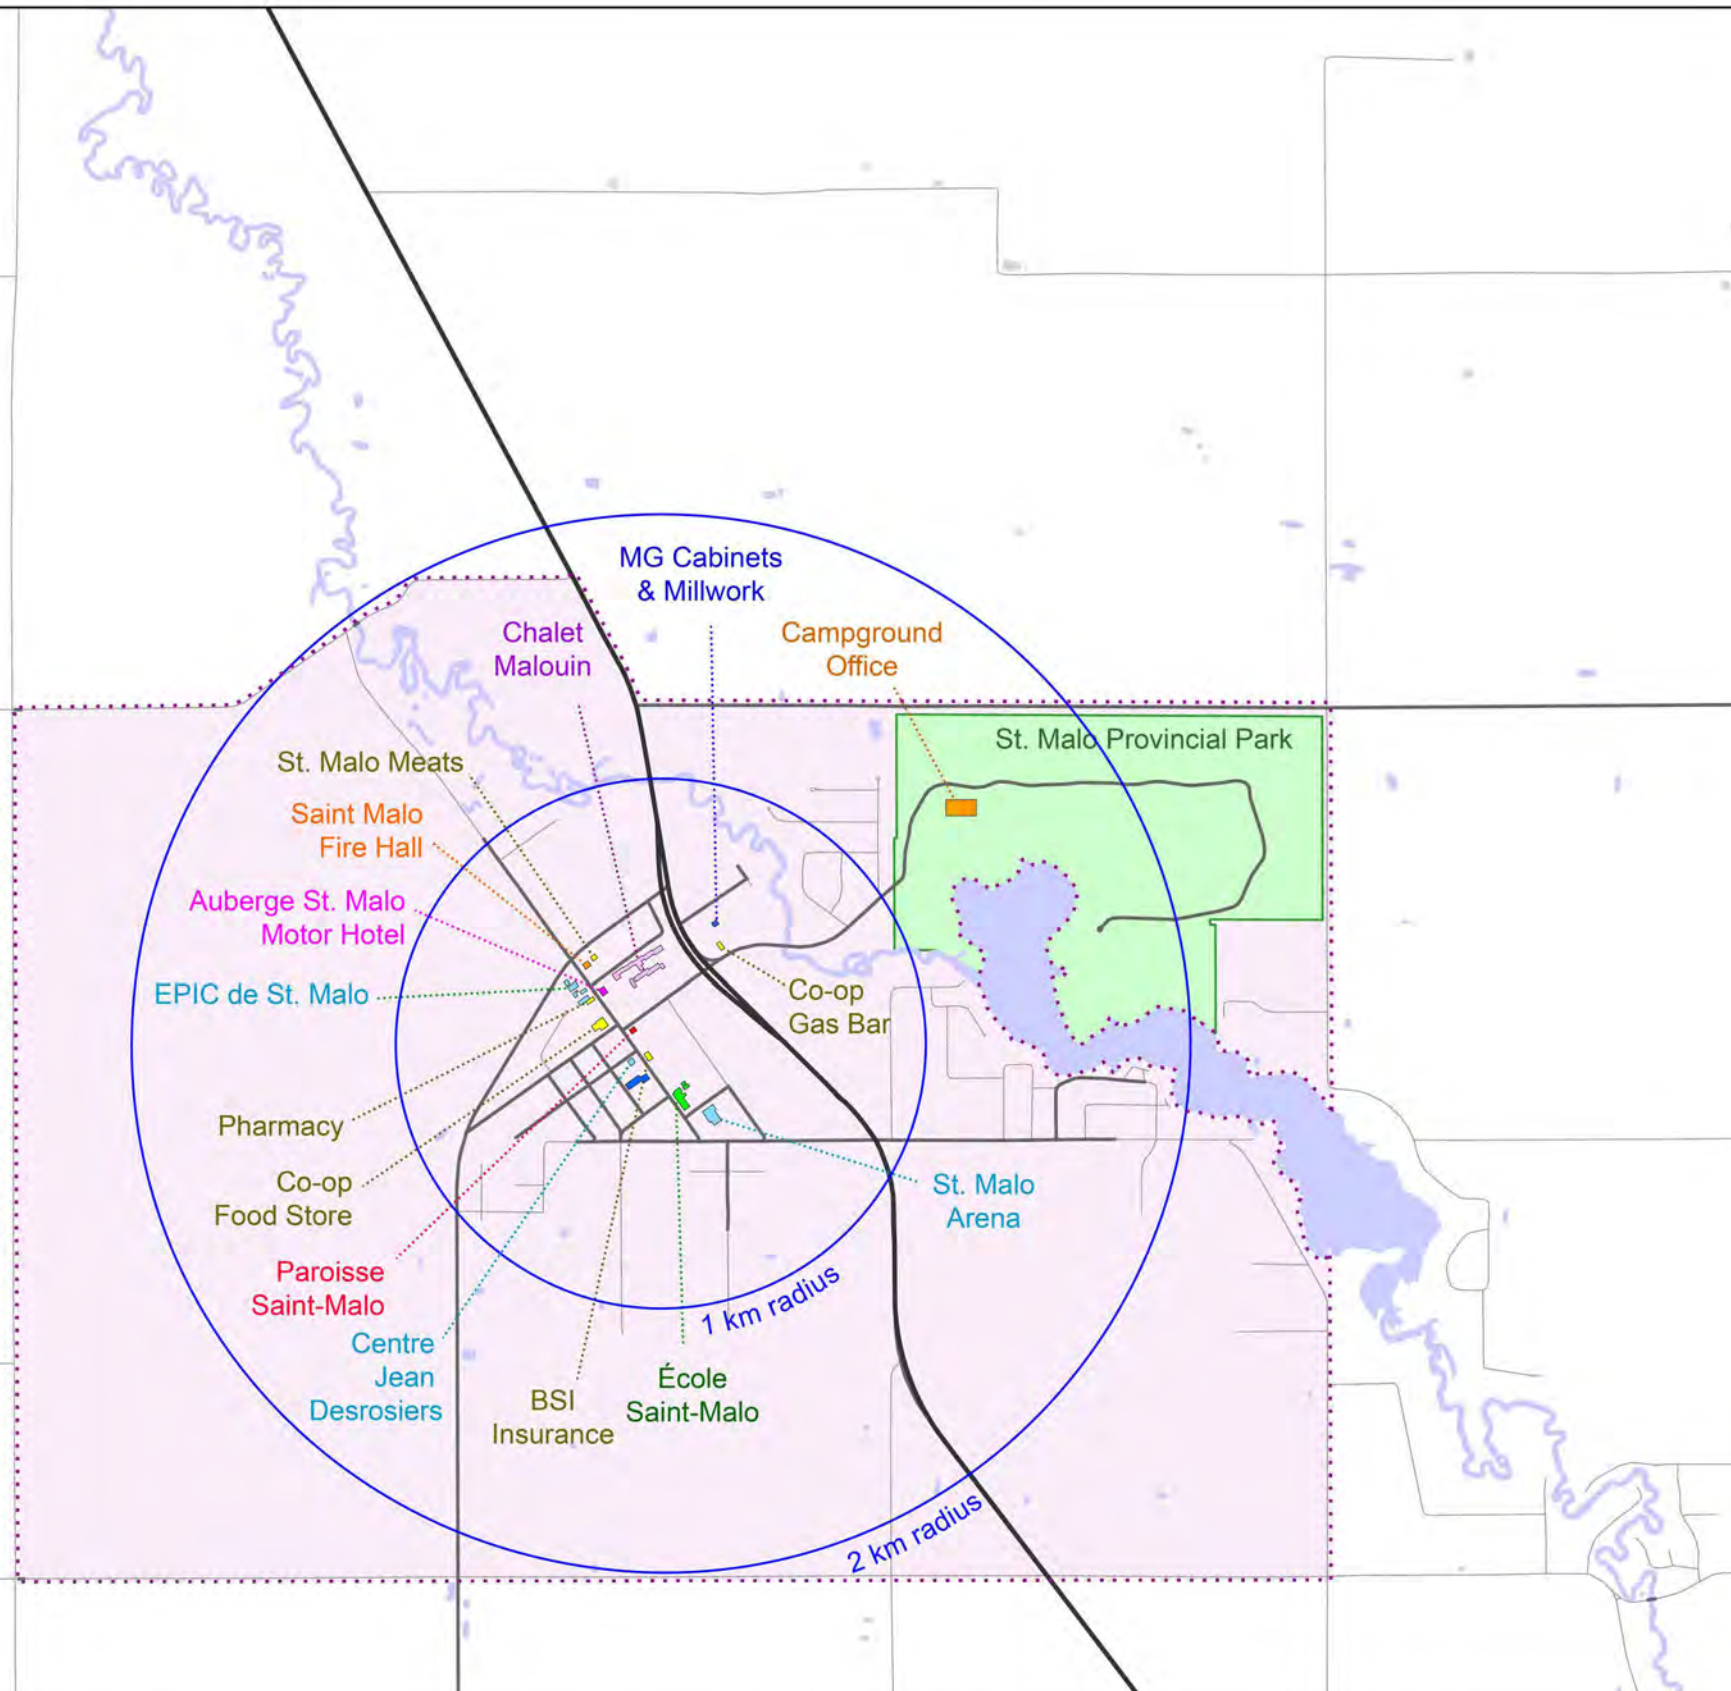 MG Cabinets
& Millwork
Chalet
Malouin
Campground
Office
St. Malo Provincial Park
St. Malo Meats
Saint Malo
Fire Hall
Auberge St. Malo
Motor Hotel
EPIC de St. Malo
Co-op
Gas Bar
Pharmacy
Co-op
Food Store
St. Malo
Arena
Paroisse
Saint-Malo
1 km radius
Centre
Jean
Desrosiers
École
Saint-Malo
BSI
Insurance
2 km radius